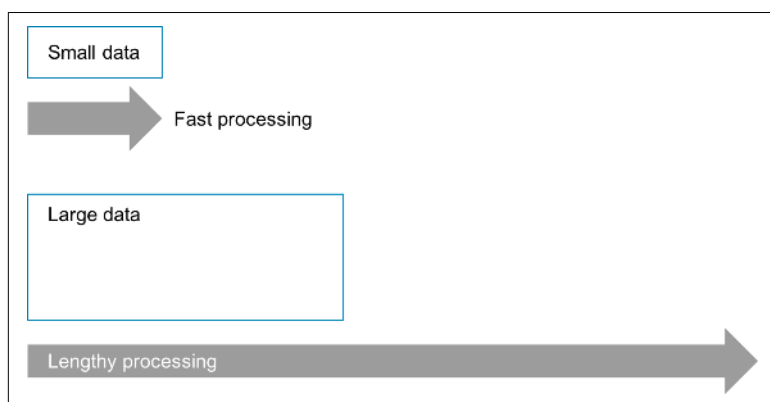 Small data
Fast processing
Large data
Lengthy processing